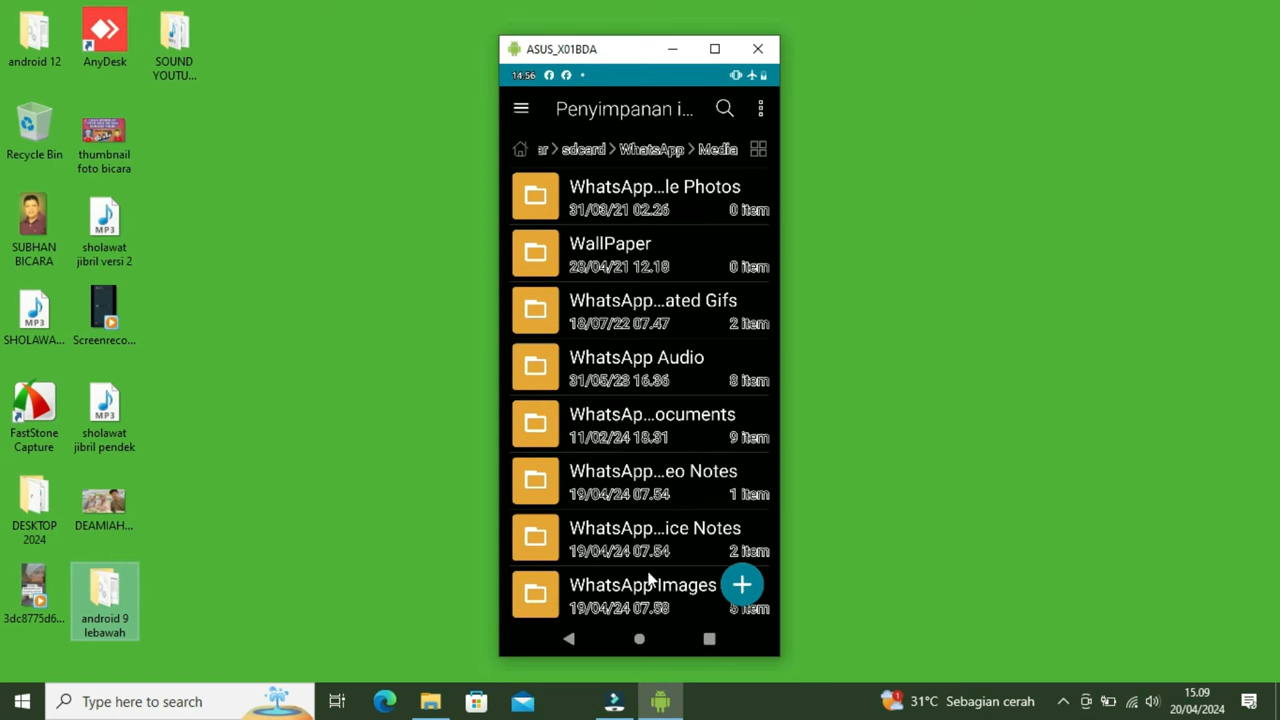 android 12
AnyDesk
SOUND
YOUTU...
Recycle Bin
thumbnail
foto bicara
SUBHAN
BICARA
sholawat
jibril versi 2
SHOLAWA...
Screenreco...
FastStone
Capture
sholawat
jibril pendek
DESKTOP
2024
DEAMIAH...
3dc8775d6...
android 9
lebawah
ASUS_X01BDA
14.56
Penyimpanan i...
ar > sdcard > WhatsApp > Media
WhatsApp...le Photos
31/03/21 02.26 0 item
WallPaper
28/04/21 12.18 0 item
WhatsApp...ated Gifs
18/07/22 07.47 2 item
WhatsApp Audio
31/05/23 16.36 8 item
WhatsAp...ocuments
11/02/24 18.31 9 item
WhatsApp...eo Notes
19/04/24 07.54 1 item
WhatsApp...ice Notes
19/04/24 07.54 2 item
WhatsApp Images
19/04/24 07.58 5 item
Type here to search
1
31°C Sebagian cerah
15.09
20/04/2024